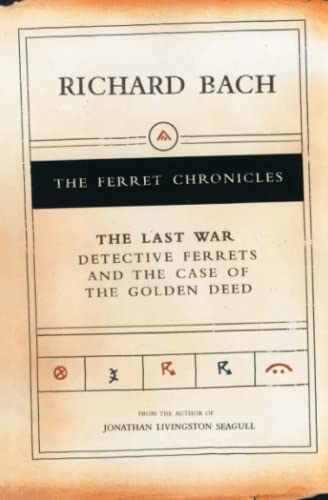 RICHARD BACH
THE FERRET CHRONICLES
THE LAST WAR
DETECTIVE FERRETS
AND THE CASE OF
THE GOLDEN DEED
FROM THE AUTHOR OF
JONATHAN LIVINGSTON SEAGULL